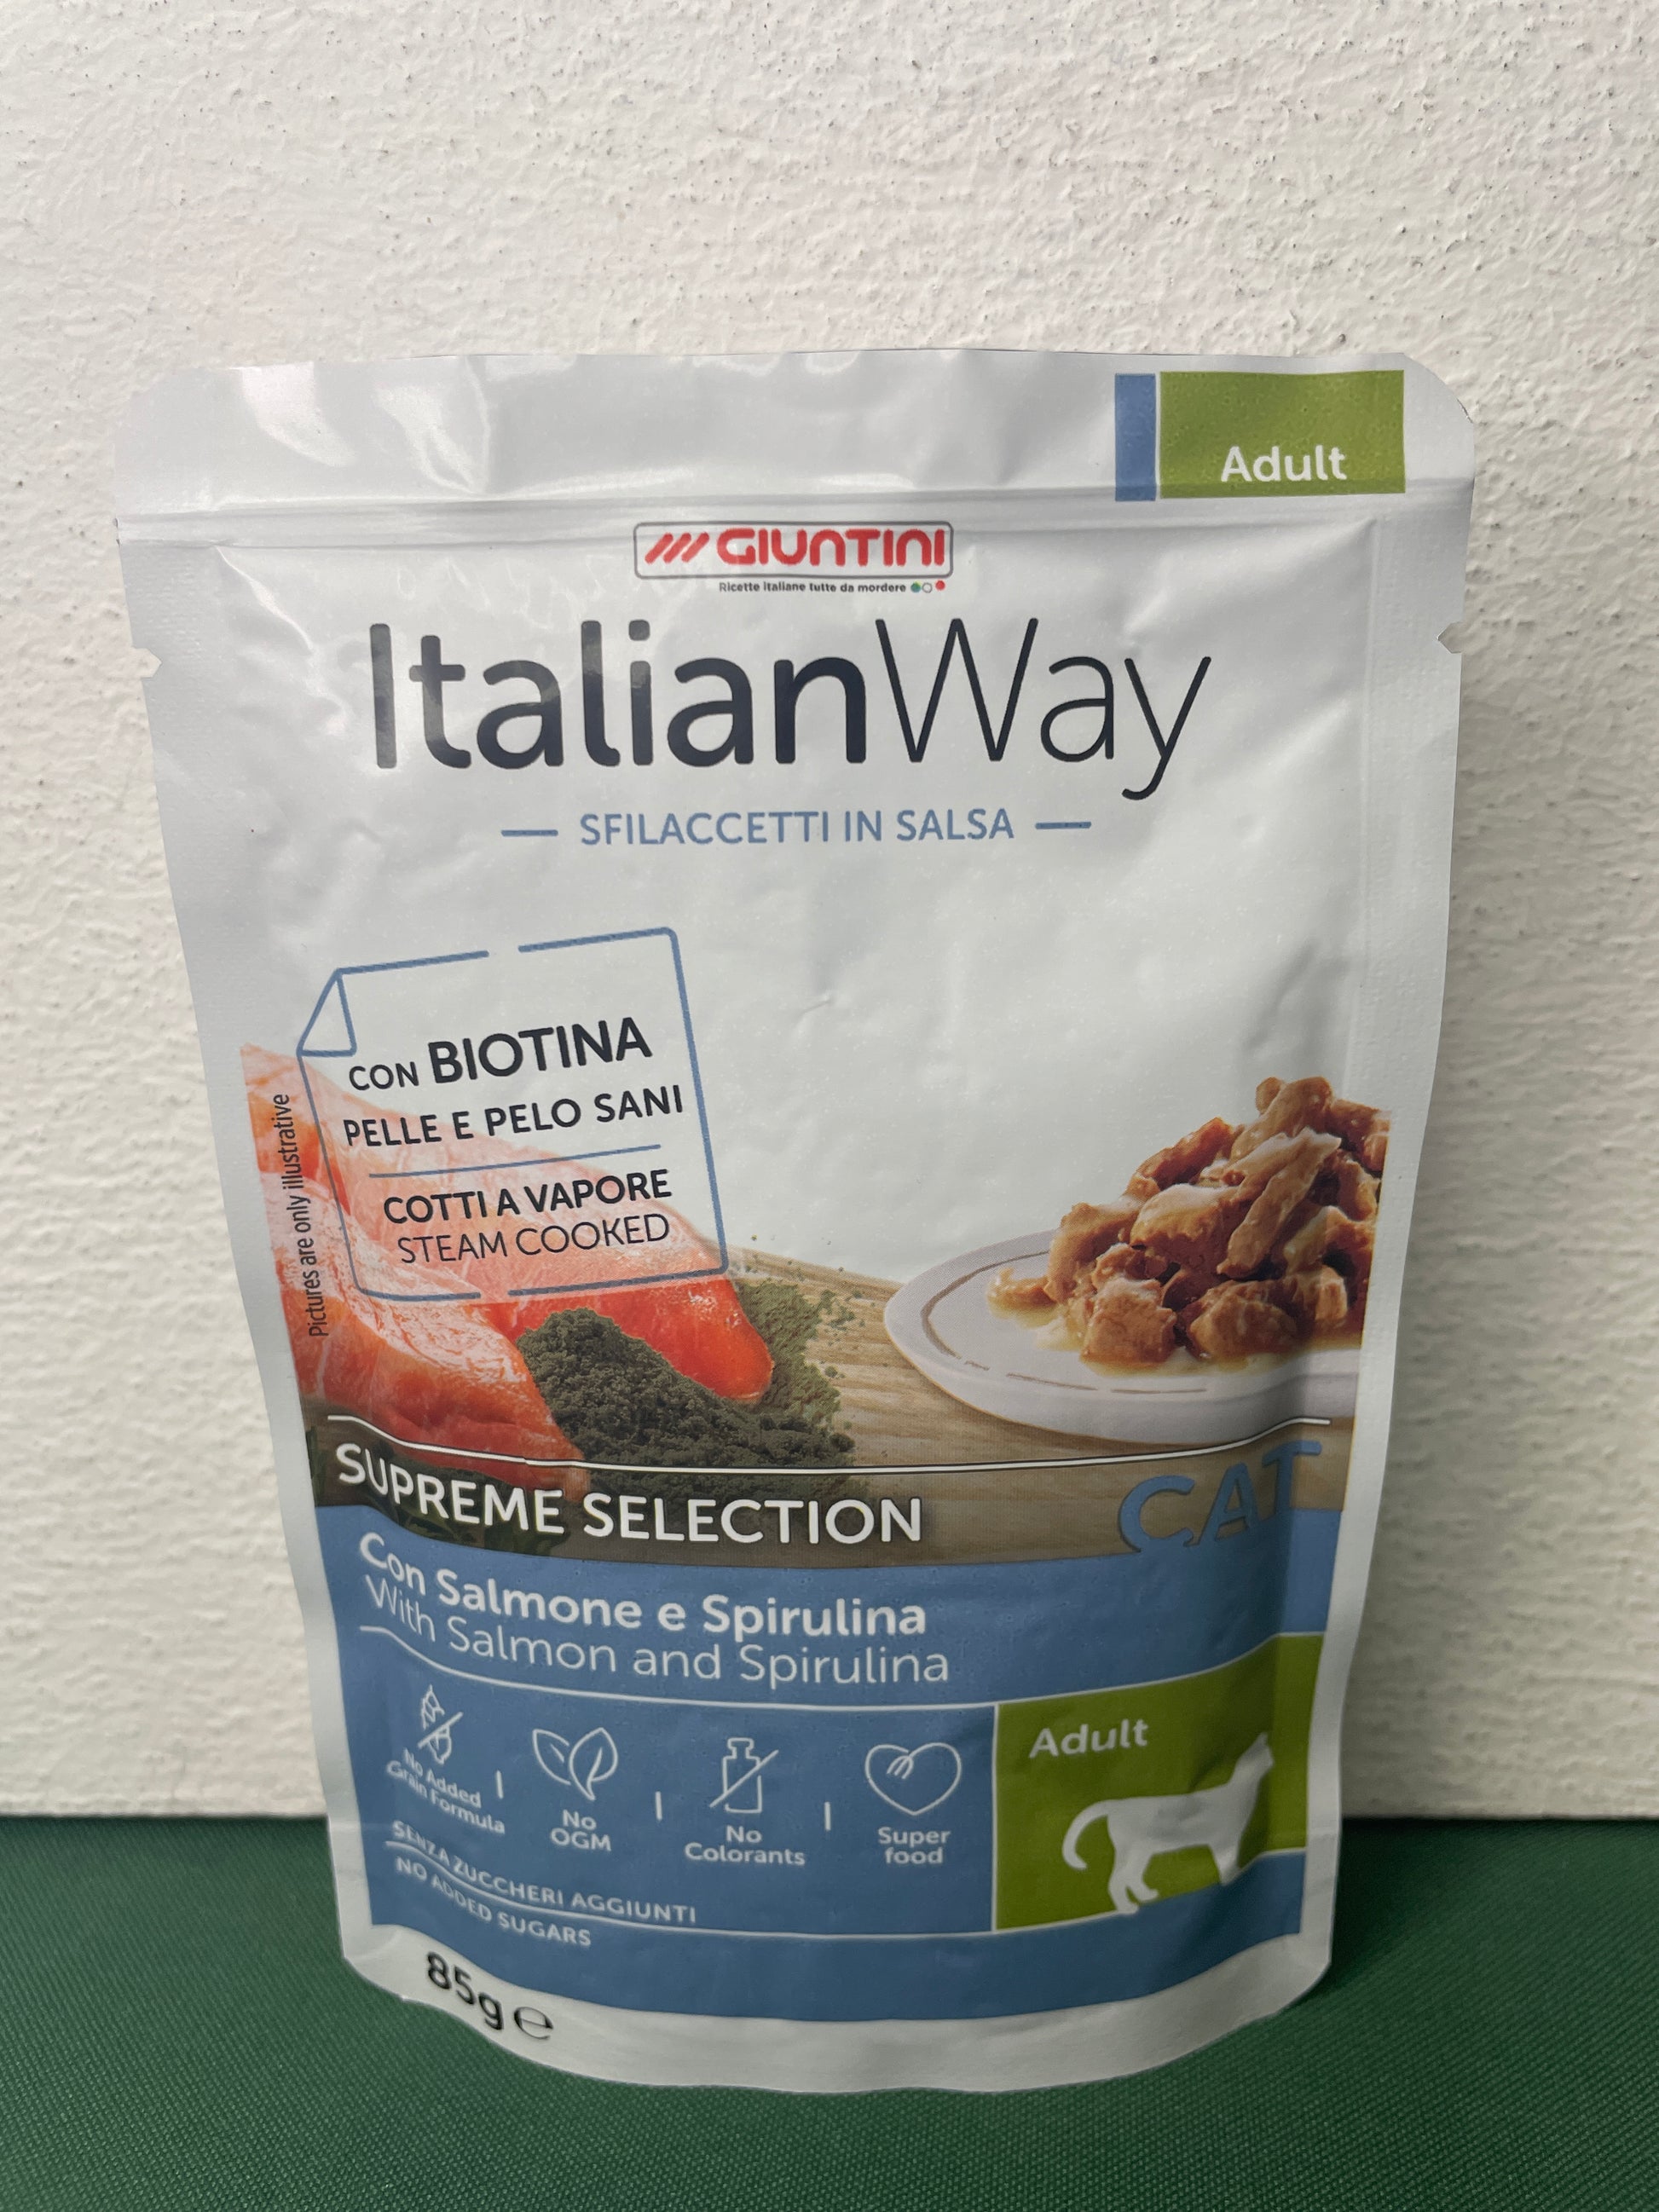 Adult
GIUNTINI
Ricette italiane tutte da mordere
ItalianWay
SFILACCETTI IN SALSA
CON BIOTINA
PELLE E PELO SANI
COTTI A VAPORE
STEAM COOKED
Pictures are only illustrative
SUPREME SELECTION
CAT
Con Salmone e Spirulina
With Salmon and Spirulina
No Added
Grain Formula
No
OGM
No
Colorants
Super
food
Adult
SENZA ZUCCHERI AGGIUNTI
NO ADDED SUGARS
85g ℮